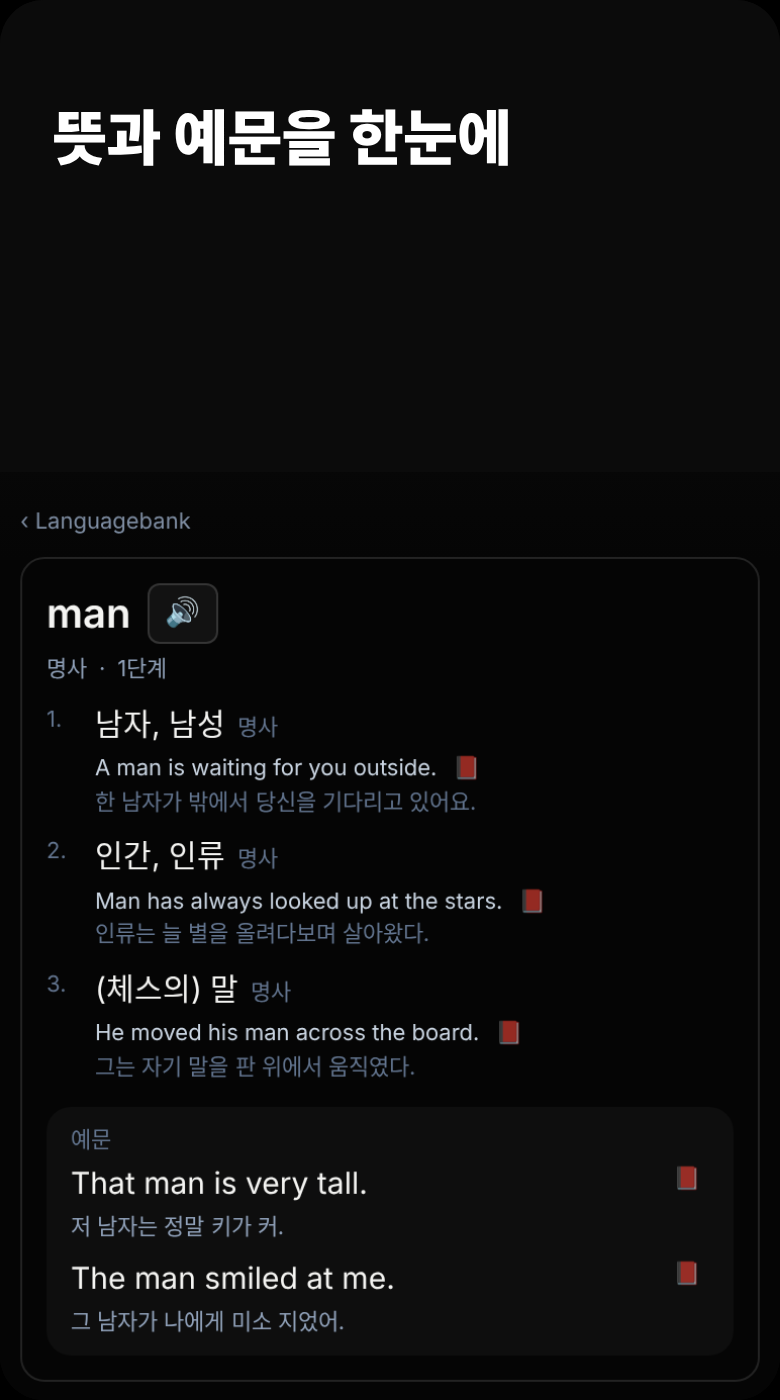 뜻과 예문을 한눈에
‹ Languagebank
man
명사 · 1단계
1. 남자, 남성 명사
A man is waiting for you outside.
한 남자가 밖에서 당신을 기다리고 있어요.
2. 인간, 인류 명사
Man has always looked up at the stars.
인류는 늘 별을 올려다보며 살아왔다.
3. (체스의) 말 명사
He moved his man across the board.
그는 자기 말을 판 위에서 움직였다.
예문
That man is very tall.
저 남자는 정말 키가 커.
The man smiled at me.
그 남자가 나에게 미소 지었어.